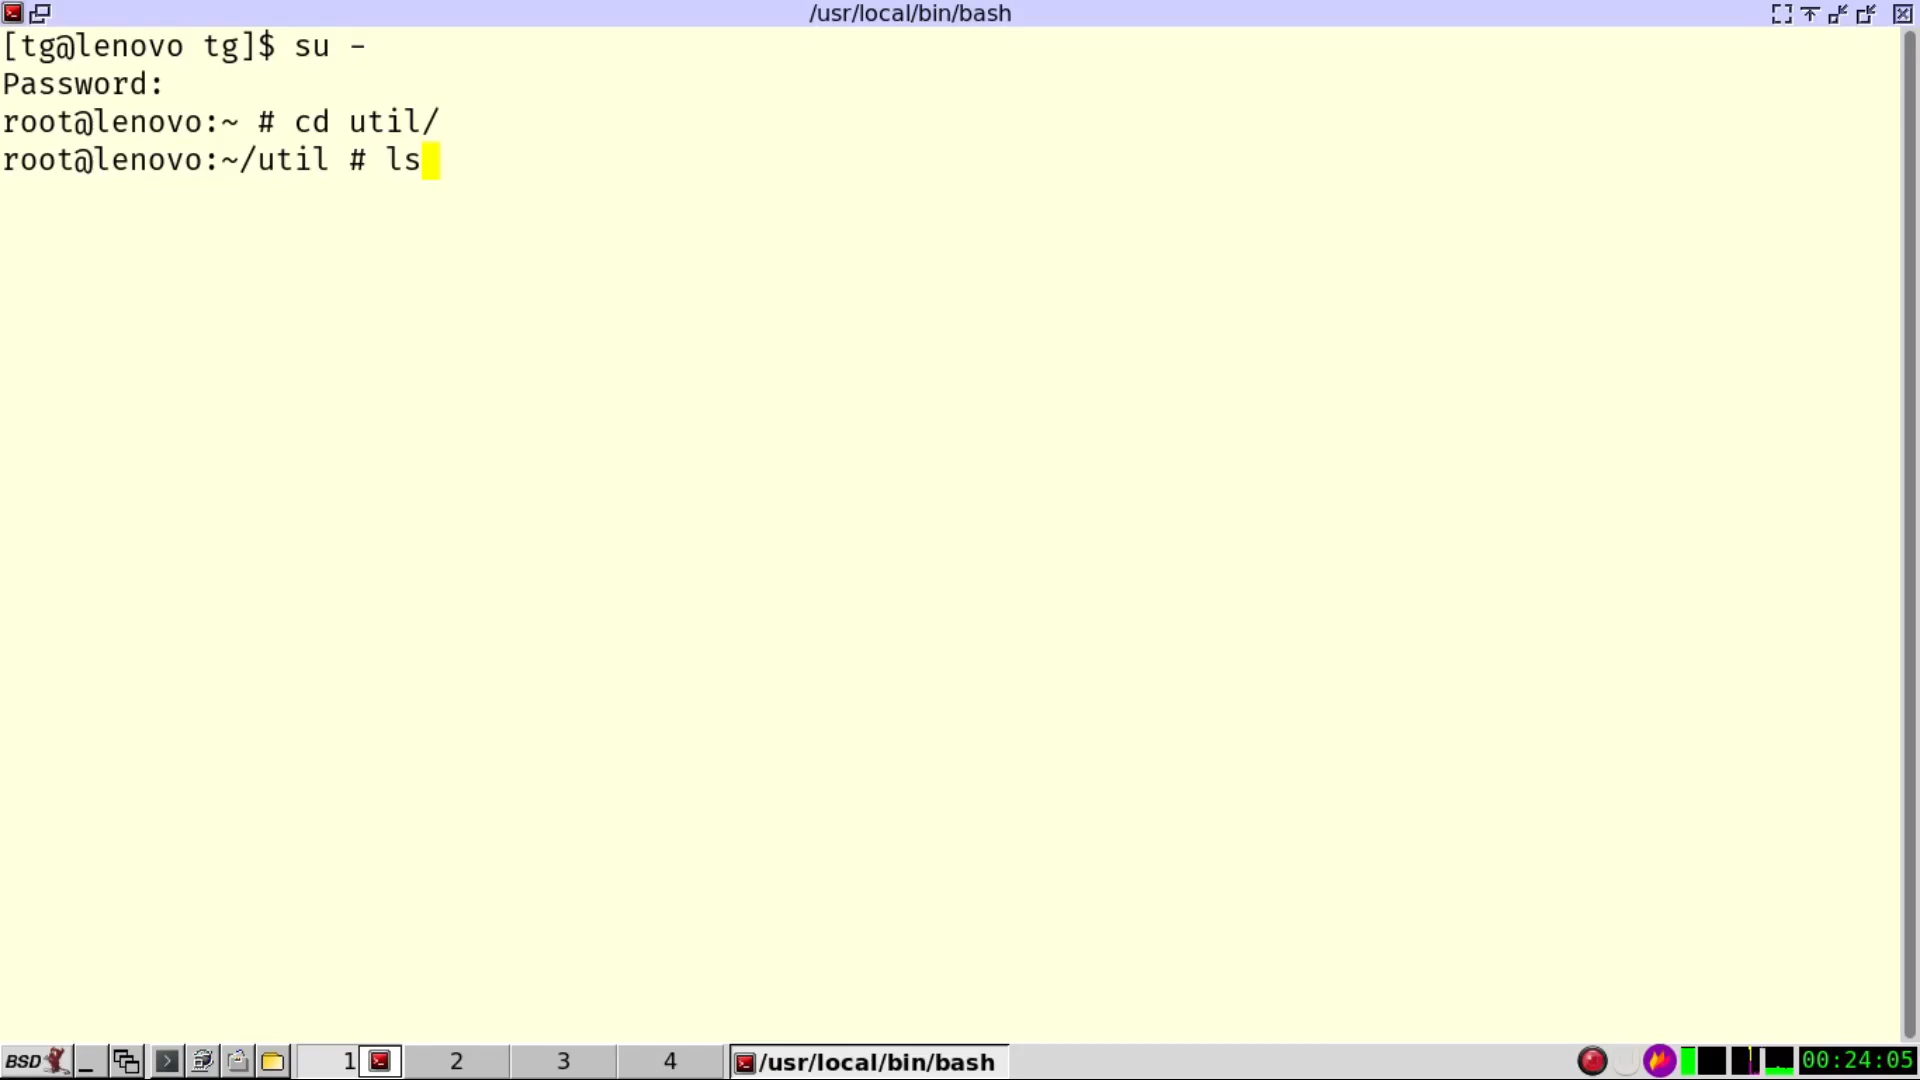 /usr/local/bin/bash
[tg@lenovo tg]$ su -
Password:
root@lenovo:~ # cd util/
root@lenovo:~/util # ls
BSD 1 2 3 4 /usr/local/bin/bash 00:24:05